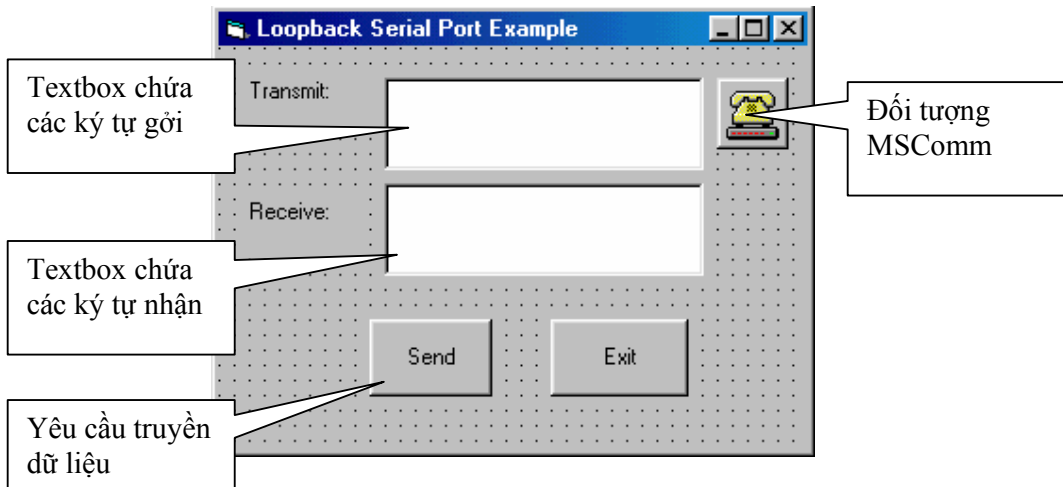 Loopback Serial Port Example
Textbox chứa
các ký tự gởi
Transmit:
Đối tượng
MSComm
Receive:
Textbox chứa
các ký tự nhận
Send
Exit
Yêu cầu truyền
dữ liệu